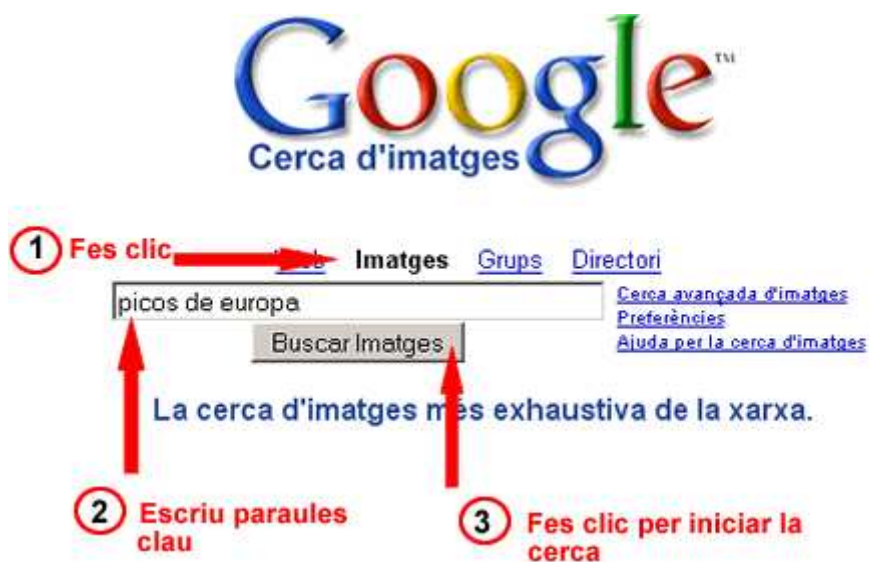 Google™
Cerca d'imatges
1 Fes clic
Imatges Grups Directori
picos de europa
Cerca avançada d'imatges
Preferències
Ajuda per la cerca d'imatges
Buscar Imatges
La cerca d'imatges més exhaustiva de la xarxa.
2 Escriu paraules
clau
3 Fes clic per iniciar la
cerca